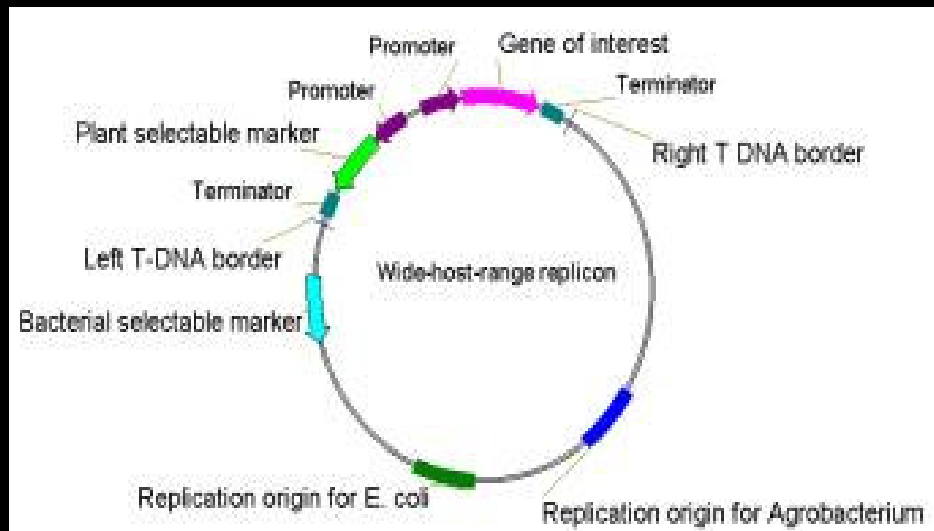 Promoter
Gene of interest
Promoter
Terminator
Plant selectable marker
Right T DNA border
Terminator
Left T-DNA border
Wide-host-range replicon
Bacterial selectable marker
Replication origin for E. coli
Replication origin for Agrobacterium